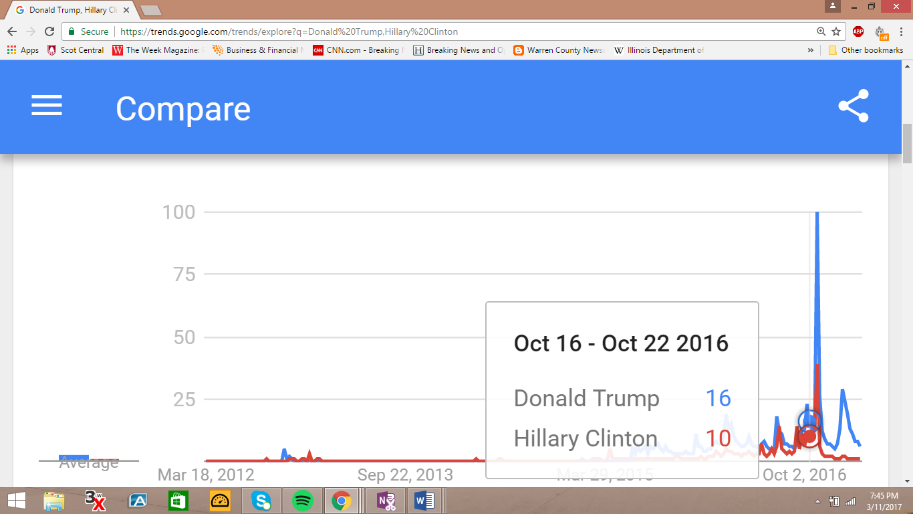 Donald Trump, Hillary Cl
Secure
https://trends.google.com/trends/explore?q=Donald%20Trump,Hillary%20Clinton
Apps
Scot Central
The Week Magazine:
Business & Financial
CNN.com - Breaking
Breaking News and O
Warren County News
Illinois Department of
»
Other bookmarks
Compare
100
75
50
25
Average
Mar 18, 2012
Sep 22, 2013
Mar 29, 2015
Oct 2, 2016
Oct 16 - Oct 22 2016
Donald Trump 16
Hillary Clinton 10
7:45 PM
3/11/2017